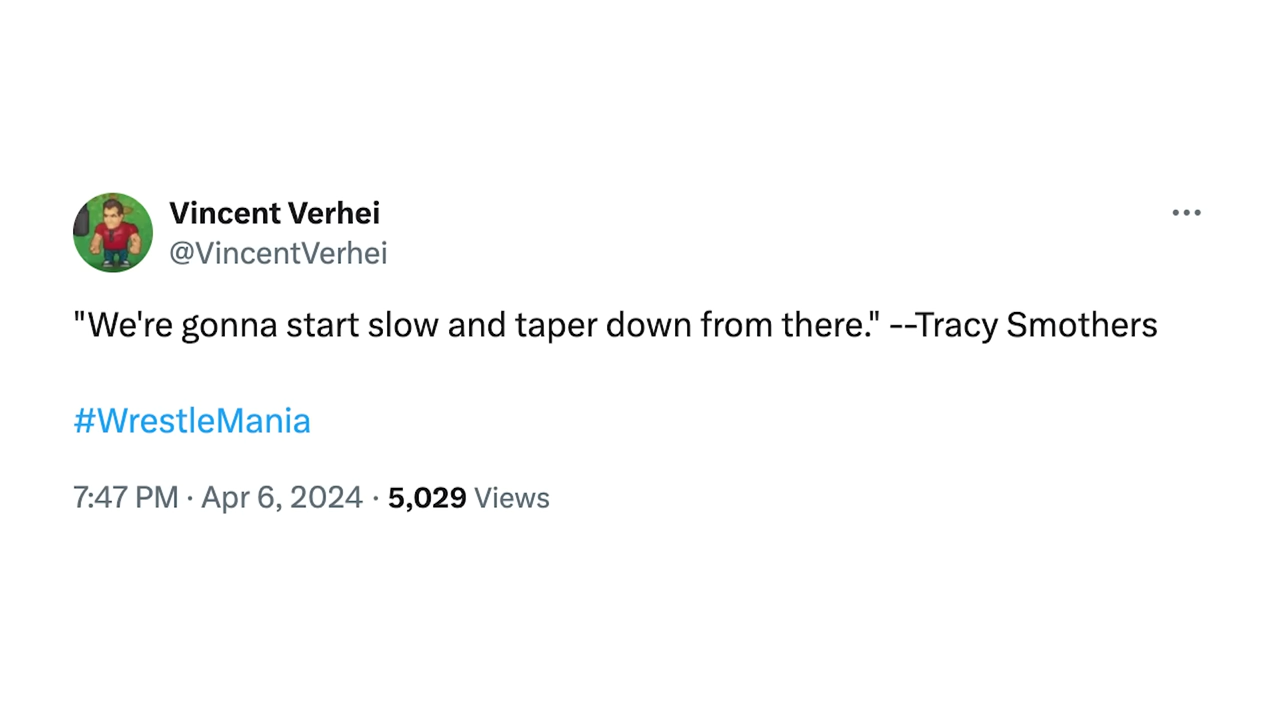 Vincent Verhei
@VincentVerhei
"We're gonna start slow and taper down from there." --Tracy Smothers
#WrestleMania
7:47 PM · Apr 6, 2024 · 5,029 Views